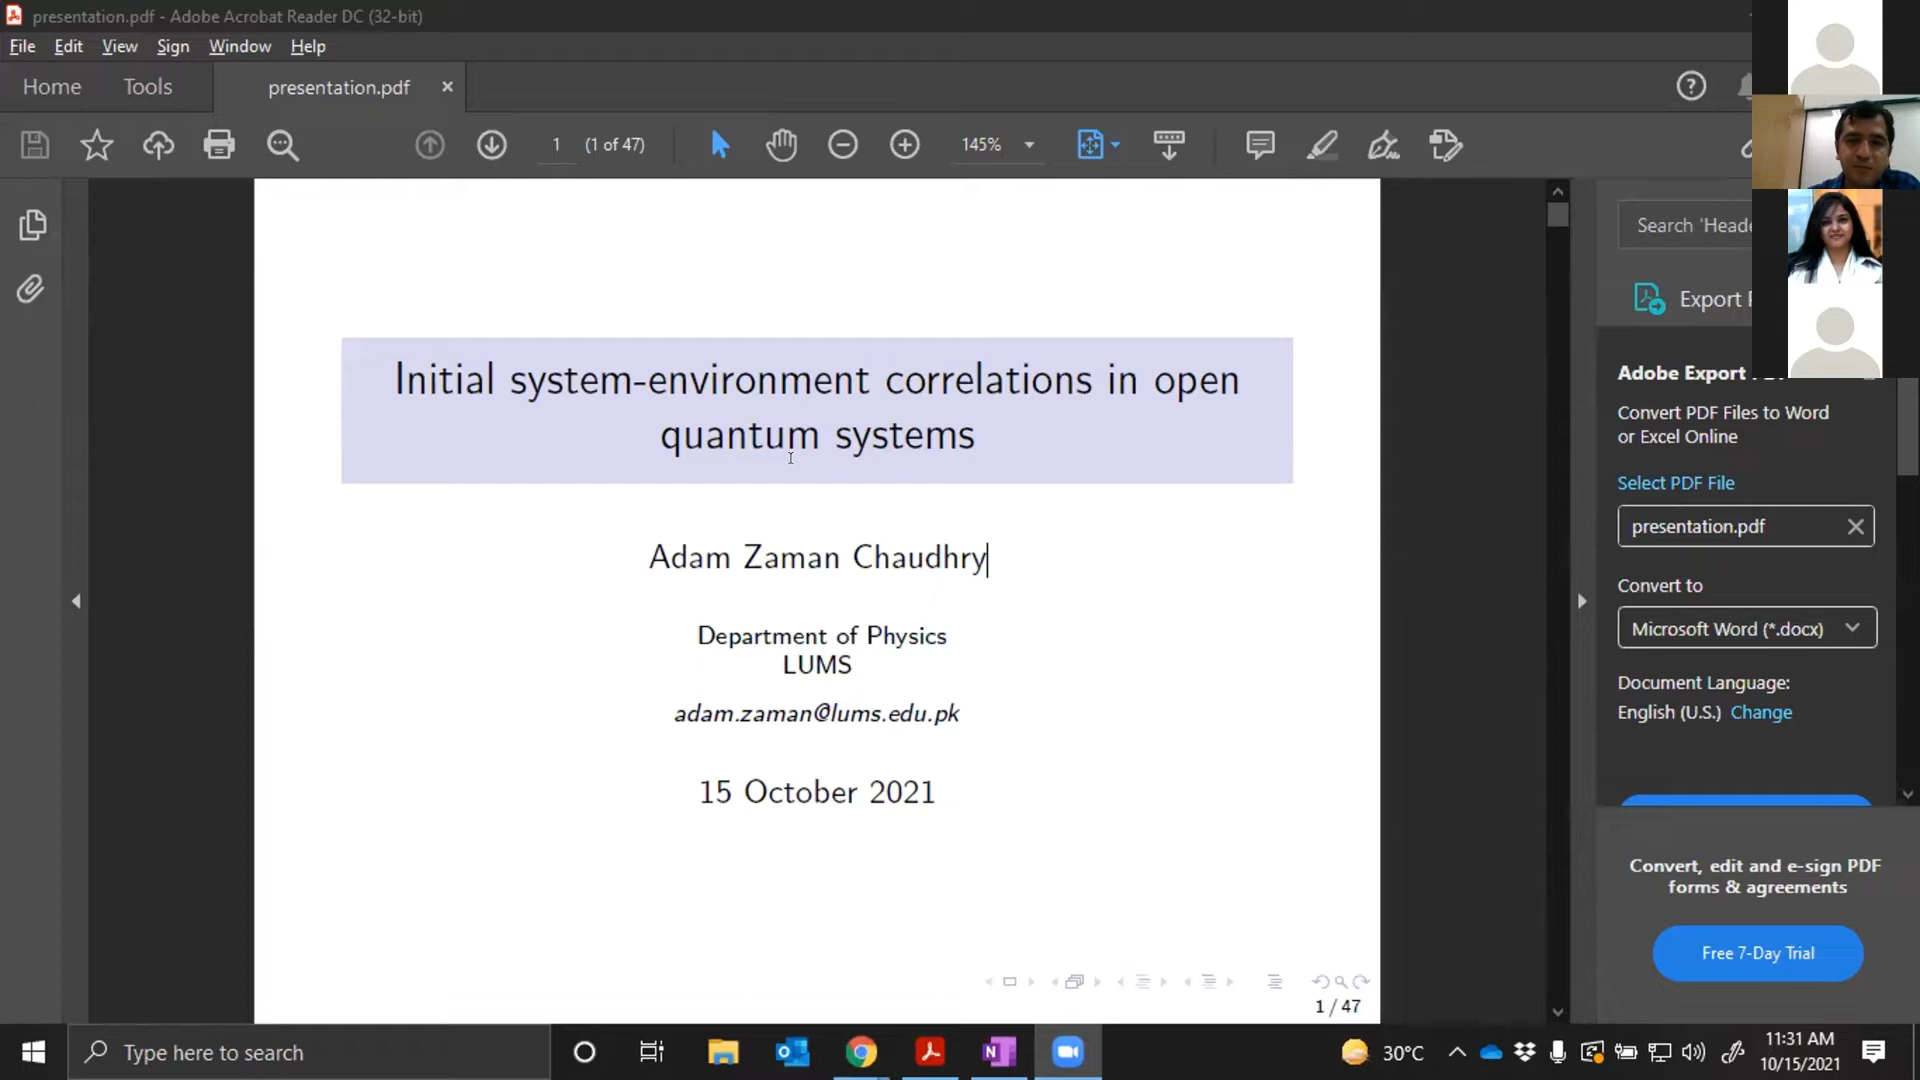 presentation.pdf - Adobe Acrobat Reader DC (32-bit)
File Edit View Sign Window Help
Home Tools presentation.pdf
1 (1 of 47) 145%
Search
Export
Initial system-environment correlations in open
quantum systems
Adam Zaman Chaudhry
Department of Physics
LUMS
adam.zaman@lums.edu.pk
15 October 2021
1 / 47
Adobe Export
Convert PDF Files to Word
or Excel Online
Select PDF File
presentation.pdf
Convert to
Microsoft Word (*.docx)
Document Language:
English (U.S.) Change
Convert, edit and e-sign PDF
forms & agreements
Free 7-Day Trial
Type here to search
30°C
11:31 AM
10/15/2021